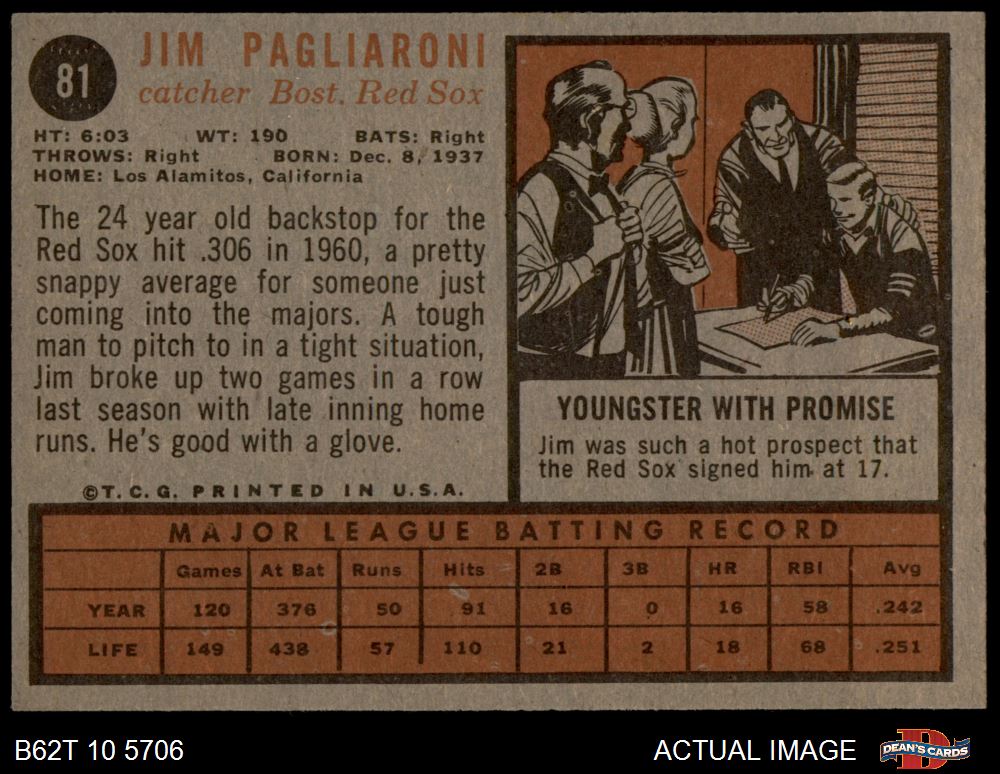 81
JIM PAGLIARONI
catcher Bost. Red Sox
HT: 6:03 WT: 190 BATS: Right
THROWS: Right BORN: Dec. 8, 1937
HOME: Los Alamitos, California
The 24 year old backstop for the
Red Sox hit .306 in 1960, a pretty
snappy average for someone just
coming into the majors. A tough
man to pitch to in a tight situation,
Jim broke up two games in a row
last season with late inning home
runs. He's good with a glove.
©T.C.G. PRINTED IN U.S.A.
YOUNGSTER WITH PROMISE
Jim was such a hot prospect that
the Red Sox signed him at 17.
MAJOR LEAGUE BATTING RECORD
Games At Bat Runs Hits 2B 3B HR RBI Avg
YEAR 120 376 50 91 16 0 16 58 .242
LIFE 149 438 57 110 21 2 18 68 .251
B62T 10 5706
ACTUAL IMAGE
D
DEAN'S CARDS